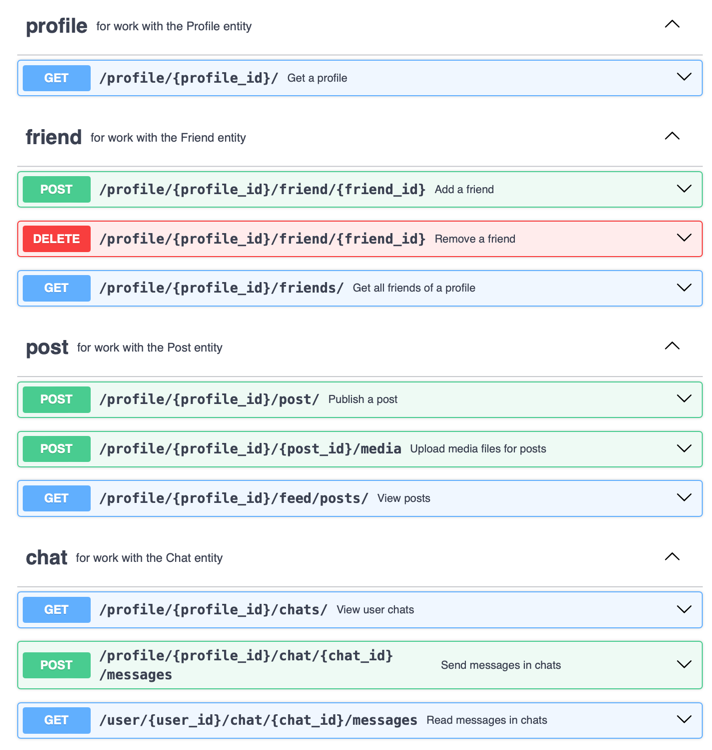 profile for work with the Profile entity
GET /profile/{profile_id}/ Get a profile
friend for work with the Friend entity
POST /profile/{profile_id}/friend/{friend_id} Add a friend
DELETE /profile/{profile_id}/friend/{friend_id} Remove a friend
GET /profile/{profile_id}/friends/ Get all friends of a profile
post for work with the Post entity
POST /profile/{profile_id}/post/ Publish a post
POST /profile/{profile_id}/{post_id}/media Upload media files for posts
GET /profile/{profile_id}/feed/posts/ View posts
chat for work with the Chat entity
GET /profile/{profile_id}/chats/ View user chats
POST /profile/{profile_id}/chat/{chat_id}
/messages Send messages in chats
GET /user/{user_id}/chat/{chat_id}/messages Read messages in chats